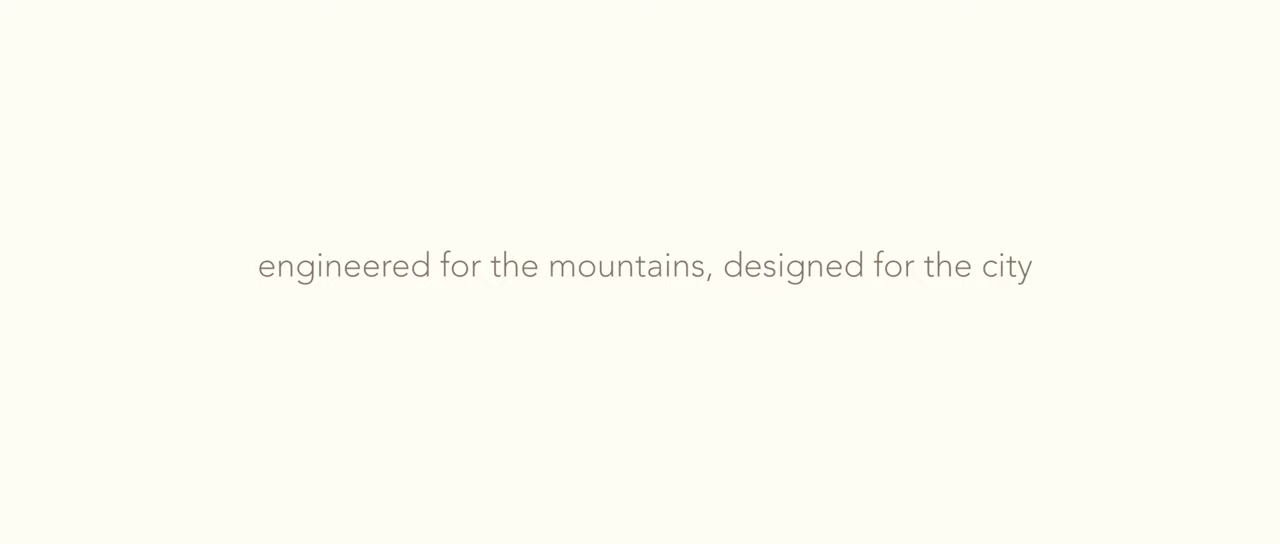 engineered for the mountains, designed for the city